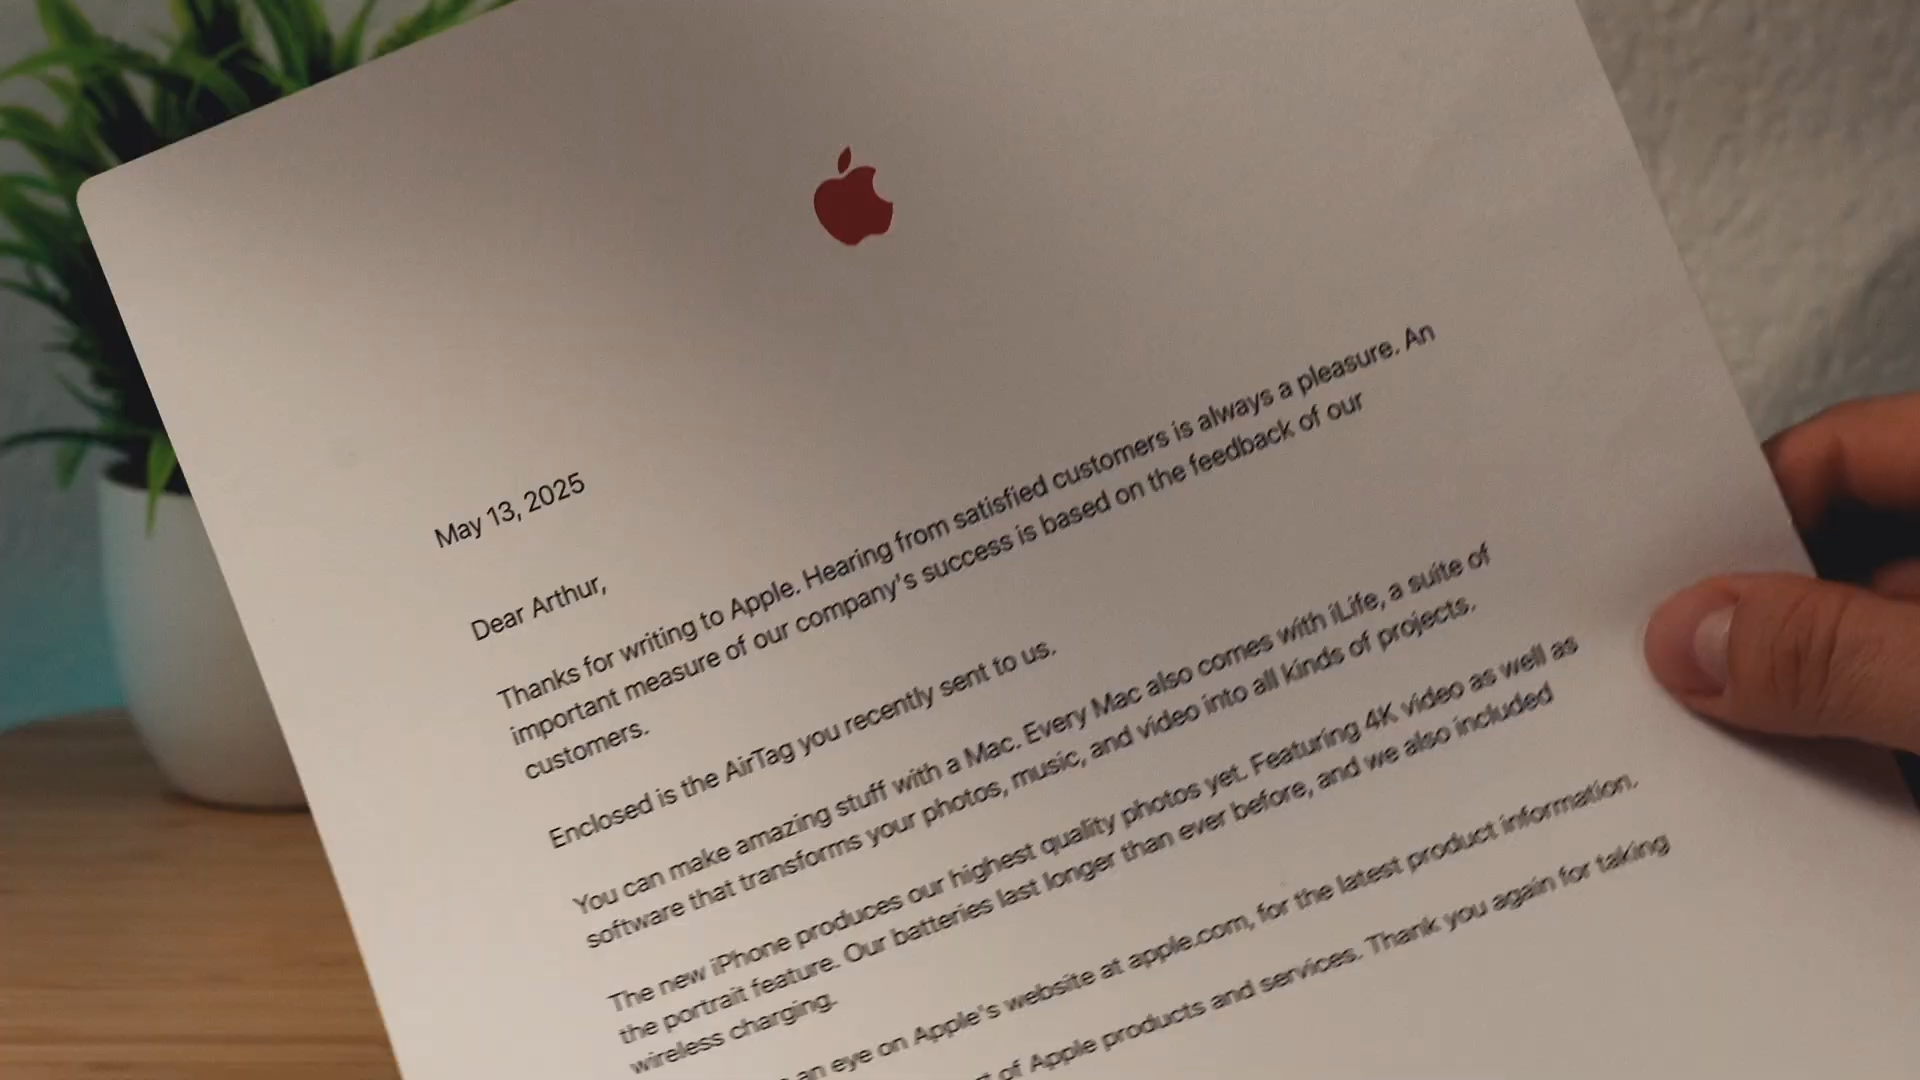 May 13, 2025
Dear Arthur,
Thanks for writing to Apple. Hearing from satisfied customers is always a pleasure. An
important measure of our company's success is based on the feedback of our
customers.
Enclosed is the AirTag you recently sent to us.
You can make amazing stuff with a Mac. Every Mac also comes with iLife, a suite of
software that transforms your photos, music, and video into all kinds of projects.
The new iPhone produces our highest quality photos yet. Featuring 4K video as well as
the portrait feature. Our batteries last longer than ever before, and we also included
wireless charging.
an eye on Apple's website at apple.com, for the latest product information.
of Apple products and services. Thank you again for taking